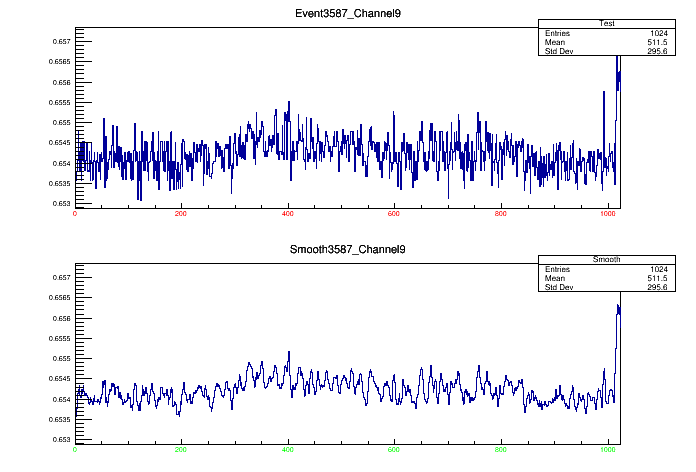 Event3587_Channel9
Test
Entries 1024
Mean 511.5
Std Dev 295.6
0.657
0.6565
0.656
0.6555
0.655
0.6545
0.654
0.6535
0.653
0 200 400 600 800 1000
Smooth3587_Channel9
Smooth
Entries 1024
Mean 511.5
Std Dev 295.6
0.657
0.6565
0.656
0.6555
0.655
0.6545
0.654
0.6535
0.653
0 200 400 600 800 1000